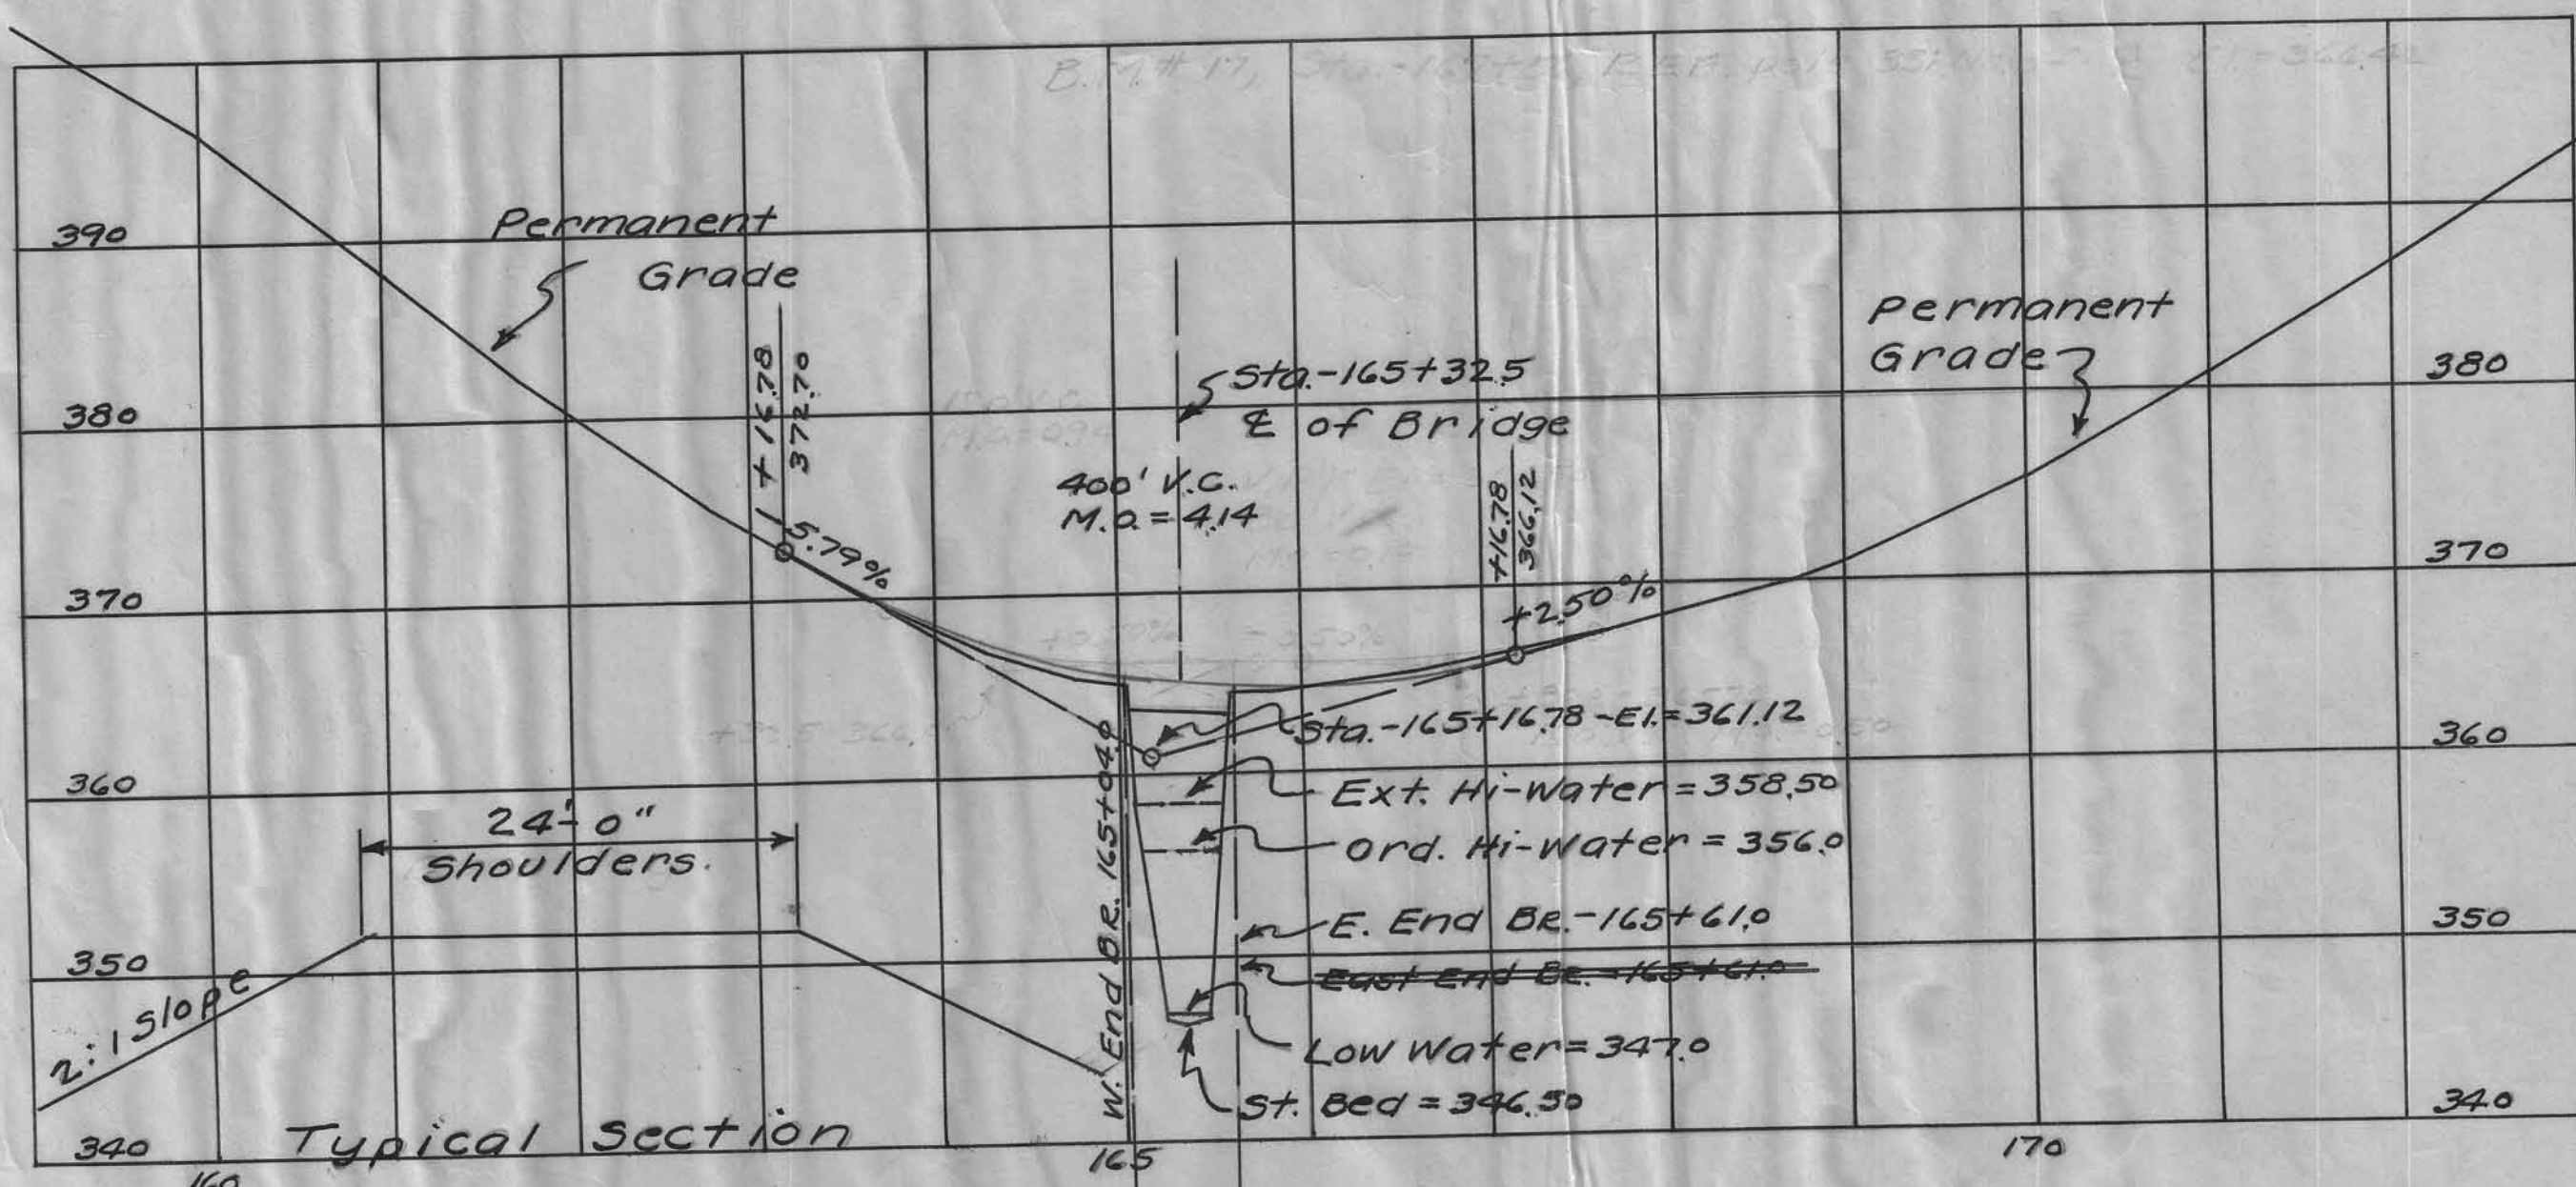 B.M.# 17,
El. = 366.42
Permanent
Grade
390
380
370
360
350
340
+16.78
372.70
5.79%
Sta.-165+32.5
℄ of Bridge
400' V.C.
M.O. = 4.14
+16.78
366.12
+2.50%
Permanent
Grade
380
370
360
350
340
Sta.-165+16.78-El.=361.12
Ext. Hi-Water=358.50
Ord. Hi-Water = 356.0
E. End BR.-165+61.0
East End BR.-165+61.0
Low Water=347.0
St. Bed = 346.50
W. End BR. 165+04.0
24'-0"
Shoulders.
2:1 Slope
Typical Section
160
165
170